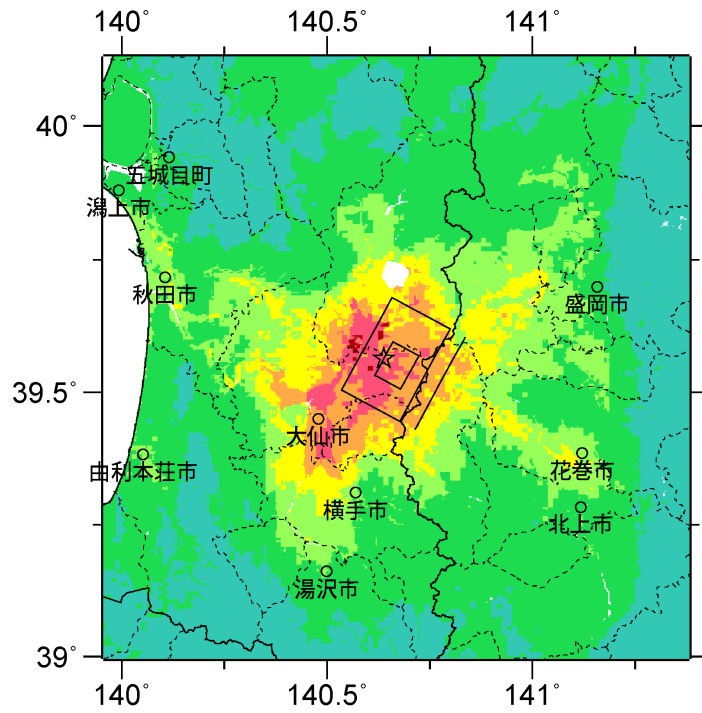 140° 140.5° 141°
40°
五城目町
潟上市
秋田市
盛岡市
39.5°
大仙市
由利本荘市
花巻市
横手市
北上市
湯沢市
39°
140° 140.5° 141°